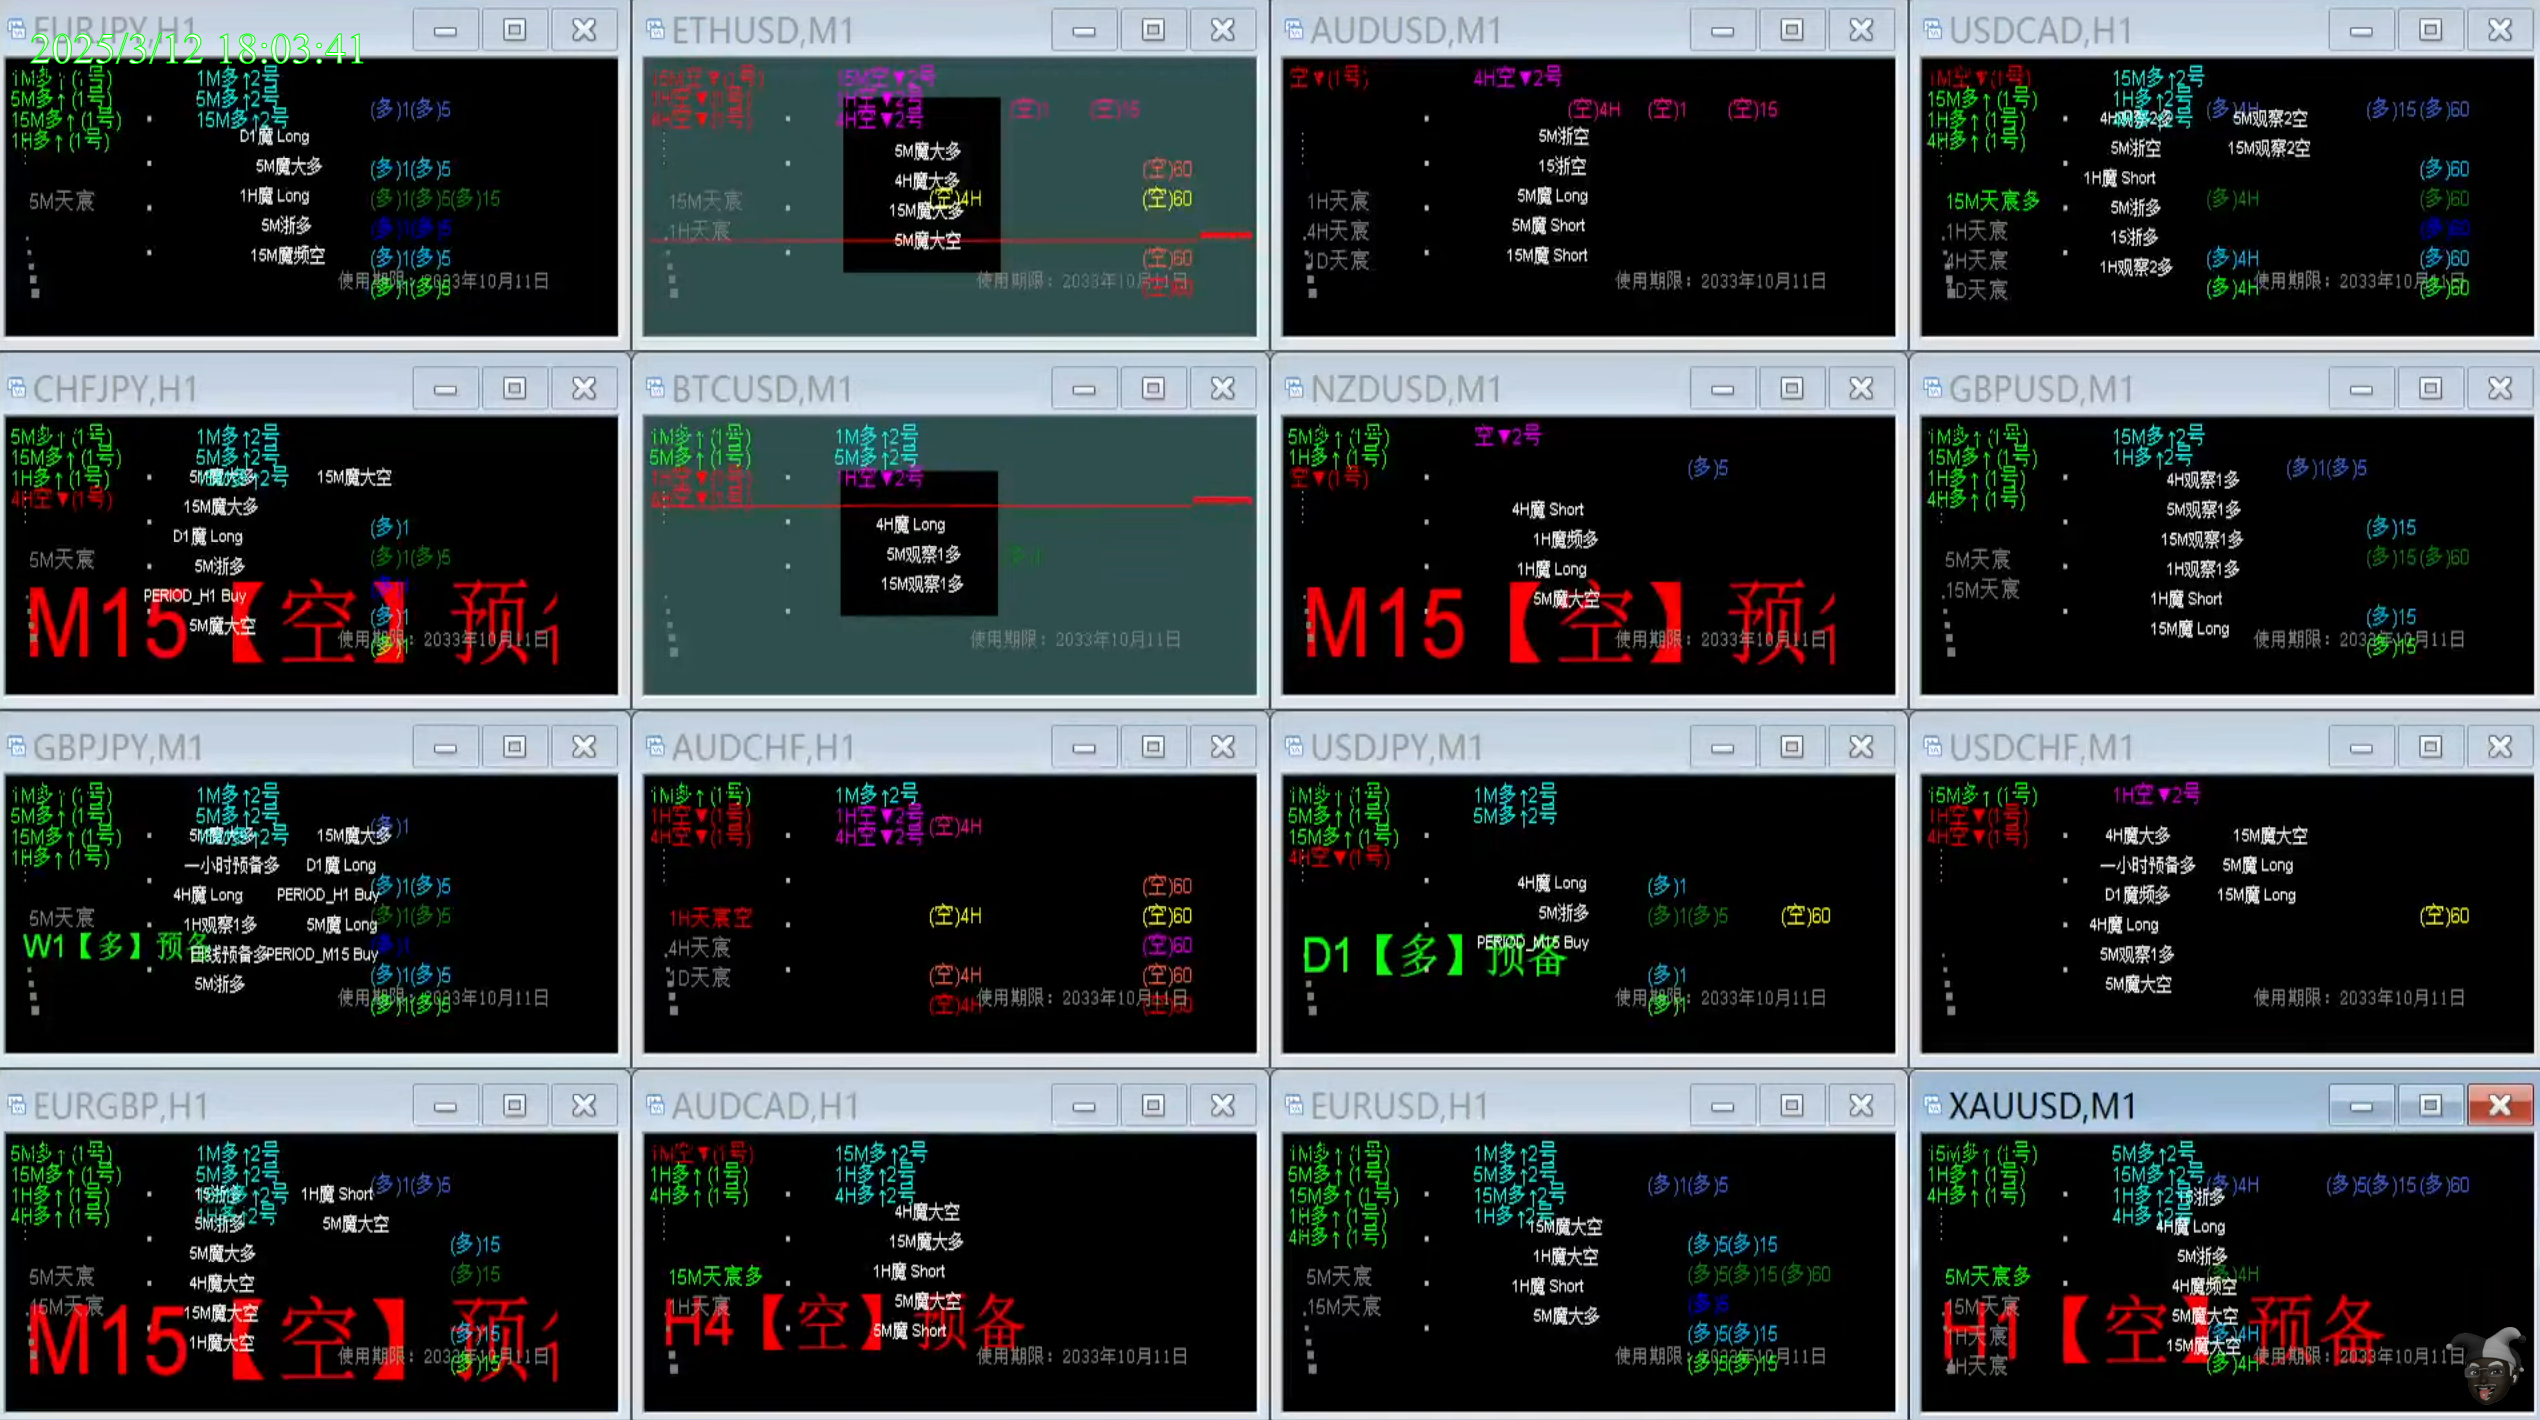 EURJPY,H1
2025/3/12 18:03:41
1M多↑(1号) 1M多↑2号
5M多↑(1号) 5M多↑2号 (多)1(多)5
15M多↑(1号) 15M多↑2号
1H多↑(1号) D1魔 Long
5M魔大多 (多)1(多)5
5M天宸 1H魔 Long (多)1(多)5(多)15
5M浙多 (多)1(多)5
15M魔频空 (多)1(多)5
使用期限：2033年10月11日
(多)1(多)5
ETHUSD,M1
15M空▼(1号) 15M空▼2号
1H空▼(1号) 1H空▼2号 (空)1 (空)15
4H空▼(1号) 4H空▼2号
5M魔大多
4H魔大多 (空)60
15M天宸 (空)4H (空)60
15M魔大多
.1H天宸 5M魔大空
(空)60
使用期限：2033年10月11日
AUDUSD,M1
空▼(1号) 4H空▼2号
(空)4H (空)1 (空)15
5M浙空
15浙空
1H天宸 5M魔 Long
.4H天宸 5M魔 Short
1D天宸 15M魔 Short
使用期限：2033年10月11日
USDCAD,H1
1M空▼(1号) 15M多↑2号
15M多↑(1号) 1H多↑2号 (多)4H (多)15(多)60
1H多↑(1号) 4H观察2多 5M观察2空
4H多↑(1号) 5M浙空 15M观察2空
1H魔 Short (多)60
15M天宸多 5M浙多 (多)4H (多)60
.1H天宸 15浙多 (多)60
4H天宸 1H观察2多 (多)4H (多)60
1D天宸 (多)4H (多)60
使用期限：2033年10月11日
CHFJPY,H1
5M多↑(1号) 1M多↑2号
15M多↑(1号) 5M多↑2号
1H多↑(1号) 5M魔大多 15M魔大空
4H空▼(1号) 15M魔大多
D1魔 Long (多)1
5M天宸 5M浙多 (多)1(多)5
PERIOD_H1 Buy
M15【空】预
5M魔大空 (多)1
使用期限：2033年10月11日
(多)1
BTCUSD,M1
1M多↑(1号) 1M多↑2号
5M多↑(1号) 5M多↑2号
1H空▼(1号) 1H空▼2号
4H空▼(1号)
4H魔 Long
5M观察1多
15M观察1多
使用期限：2033年10月11日
NZDUSD,M1
5M多↑(1号) 空▼2号
1H多↑(1号) (多)5
空▼(1号)
4H魔 Short
1H魔频多
1H魔 Long
5M魔大空
M15【空】预
使用期限：2033年10月11日
GBPUSD,M1
1M多↑(1号) 15M多↑2号
15M多↑(1号) 1H多↑2号 (多)1(多)5
1H多↑(1号) 4H观察1多
4H多↑(1号) 5M观察1多
15M观察1多 (多)15
5M天宸 1H观察1多 (多)15(多)60
.15M天宸 1H魔 Short
15M魔 Long (多)15
使用期限：2033年10月11日
(多)15
GBPJPY,M1
1M多↑(1号) 1M多↑2号
5M多↑(1号) 5M多↑2号 (多)1
15M多↑(1号) 5M魔大多 15M魔大多
1H多↑(1号) 一小时预备多 D1魔 Long
4H魔 Long PERIOD_H1 Buy (多)1(多)5
5M天宸 1H观察1多 5M魔 Long (多)1(多)5
W1【多】预备
日线预备多 PERIOD_M15 Buy (多)1
5M浙多 (多)1(多)5
使用期限：2033年10月11日
(多)1(多)5
AUDCHF,H1
1M多↑(1号) 1M多↑2号
1H空▼(1号) 1H空▼2号 (空)4H
4H空▼(1号) 4H空▼2号
(空)60
1H天宸空 (空)4H (空)60
.4H天宸 (空)60
1D天宸 (空)4H (空)60
(空)4H (空)60
使用期限：2033年10月11日
USDJPY,M1
1M多↑(1号) 1M多↑2号
5M多↑(1号) 5M多↑2号
15M多↑(1号)
4H空▼(1号)
4H魔 Long (多)1
5M浙多 (多)1(多)5 (空)60
D1【多】预备
PERIOD_M15 Buy
(多)1
使用期限：2033年10月11日
(多)1
USDCHF,M1
15M多↑(1号) 1H空▼2号
1H空▼(1号)
4H空▼(1号) 4H魔大多 15M魔大空
一小时预备多 5M魔 Long
D1魔频多 15M魔 Long
4H魔 Long (空)60
5M观察1多
5M魔大空
使用期限：2033年10月11日
EURGBP,H1
5M多↑(1号) 1M多↑2号
15M多↑(1号) 5M多↑2号 (多)1(多)5
1H多↑(1号) 15浙多 1H魔 Short
4H多↑(1号) 5M浙多 5M魔大空
5M魔大多 (多)15
5M天宸 4H魔大空 (多)15
.15M天宸 15M魔大空
M15【空】预
1H魔大空 (多)15
使用期限：2033年10月11日
(多)15
AUDCAD,H1
1M空▼(1号) 15M多↑2号
1H多↑(1号) 1H多↑2号
4H多↑(1号) 4H多↑2号
4H魔大空
15M魔大多
15M天宸多 1H魔 Short
.1H天宸 5M魔大空
H4【空】预备
5M魔 Short
使用期限：2033年10月11日
EURUSD,H1
1M多↑(1号) 1M多↑2号
5M多↑(1号) 5M多↑2号 (多)1(多)5
15M多↑(1号) 15M多↑2号
1H多↑(1号) 1H多↑2号
4H多↑(1号) 15M魔大空
1H魔大空 (多)5(多)15
5M天宸 1H魔 Short (多)5(多)15(多)60
.15M天宸 5M魔大多 (多)5
(多)5(多)15
使用期限：2033年10月11日
(多)5(多)15
XAUUSD,M1
15M多↑(1号) 5M多↑2号
1H多↑(1号) 15M多↑2号 (多)4H (多)5(多)15(多)60
4H多↑(1号) 1H多↑2号 15浙多
4H多↑2号 4H魔 Long
5M浙多
5M天宸多 4H魔频空 (多)4H
15M天宸 5M魔大空
H1【空】预备
1H天宸 15M魔大空 (多)4H
4H天宸 (多)4H
使用期限：2033年10月11日